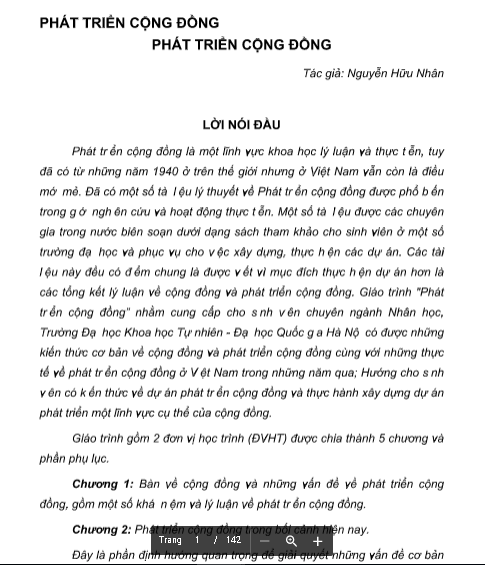 PHÁT TRIỂN CỘNG ĐỒNG
PHÁT TRIỂN CỘNG ĐỒNG
Tác giả: Nguyễn Hữu Nhân
LỜI NÓI ĐẦU
Phát tr ển cộng đồng là một lĩnh vực khoa học lý luận và thực t ễn, tuy
đã có từ những năm 1940 ở trên thế giới nhưng ở Việt Nam vẫn còn là điều
mớ mẻ. Đã có một số tà l ệu lý thuyết về Phát tr ển cộng đồng được phổ b ến
trong g ớ ngh ên cứu và hoạt động thực t ễn. Một số tà l ệu được các chuyên
gia trong nước biên soạn dưới dạng sách tham khảo cho sinh viên ở một số
trường đạ học và phục vụ cho v ệc xây dựng, thực h ện các dự án. Các tài
l ệu này đều có đ ểm chung là được v ết vì mục đích thực h ện dự án hơn là
các tổng kết lý luận về cộng đồng và phát triển cộng đồng. Giáo trình "Phát
tr ển cộng đồng" nhằm cung cấp cho s nh v ên chuyên ngành Nhân học,
Trường Đạ học Khoa học Tự nhiên - Đạ học Quốc g a Hà Nộ có được những
kiến thức cơ bản về cộng đồng và phát triển cộng đồng cùng với những thực
tế về phát tr ển cộng đồng ở V ệt Nam trong những năm qua; Hướng cho s nh
v ên có k ến thức về dự án phát tr ển cộng đồng và thực hành xây dựng dự án
phát triển một lĩnh vực cụ thể của cộng đồng.
Giáo trình gồm 2 đơn vị học trình (ĐVHT) được chia thành 5 chương và
phần phụ lục.
Chương 1: Bàn về cộng đồng và những vấn đề về phát triển cộng
đồng, gồm một số khá n ệm và lý luận về phát tr ển cộng đồng.
Chương 2: Phát triển cộng đồng trong bối cảnh hiện nay.
Trang 1 / 142
Đây là phần định hướng quan trọng để giải quyết những vấn đề cơ bản